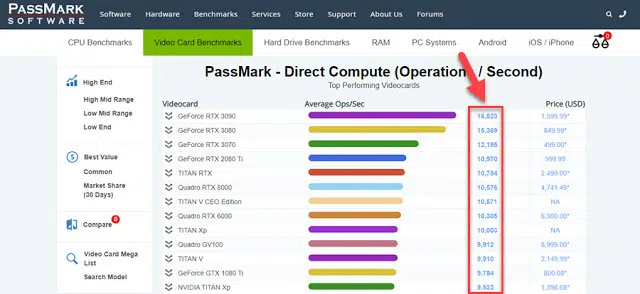 PASSMARK SOFTWARE
Software Hardware Benchmarks Services Store Support About Us Forums
CPU Benchmarks Video Card Benchmarks Hard Drive Benchmarks RAM PC Systems Android iOS / iPhone 0
PassMark - Direct Compute (Operations / Second)
Top Performing Videocards
High End
High Mid Range
Low Mid Range
Low End
Best Value
Common
Market Share (30 Days)
Compare 0
Video Card Mega List
Search Model
Videocard Average Ops/Sec Price (USD)
GeForce RTX 3090 16,623 1,599.99*
GeForce RTX 3080 15,369 849.99*
GeForce RTX 3070 12,195 499.00*
GeForce RTX 2080 Ti 10,970 999.99
TITAN RTX 10,784 2,499.00*
Quadro RTX 8000 10,576 4,741.49*
TITAN V CEO Edition 10,571 NA
Quadro RTX 6000 10,305 6,300.00*
TITAN Xp 10,003 NA
Quadro GV100 9,912 8,999.00*
TITAN V 9,910 2,149.99*
GeForce GTX 1080 Ti 9,784 800.08*
NVIDIA TITAN Xp 9,533 1,398.68*